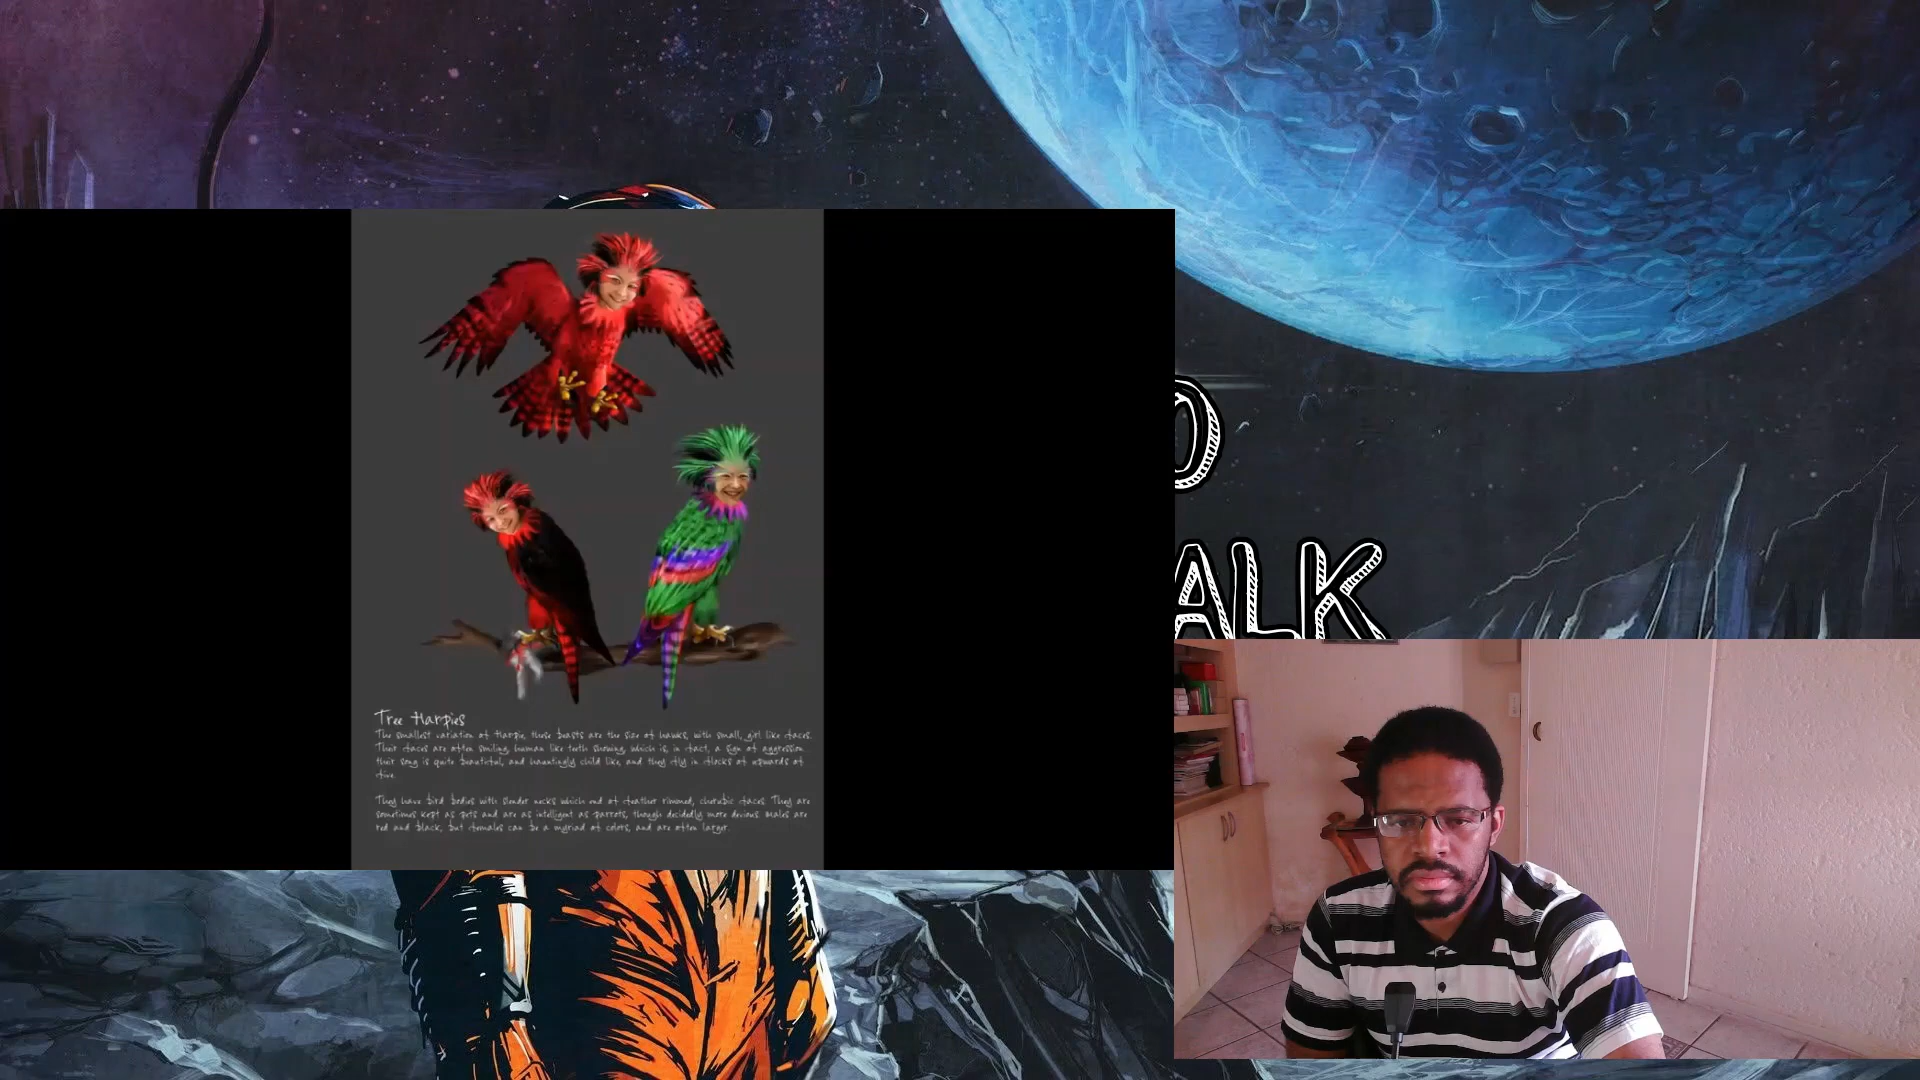 Tree Harpies
The smallest variation of Harpie, these beasts are the size of hawks, with small, girl like faces.
Their faces are often smiling, human like teeth showing, which is, in fact, a sign of aggression
their song is quite beautiful, and hauntingly child like, and they fly in flocks of upwards of
five.
They have bird bodies with slender necks which end at feather rimmed, cherubic faces. They are
sometimes kept as pets and are as intelligent as parrots, though decidedly more devious. Males are
red and black, but females can be a myriad of colors, and are often larger.
O
ALK